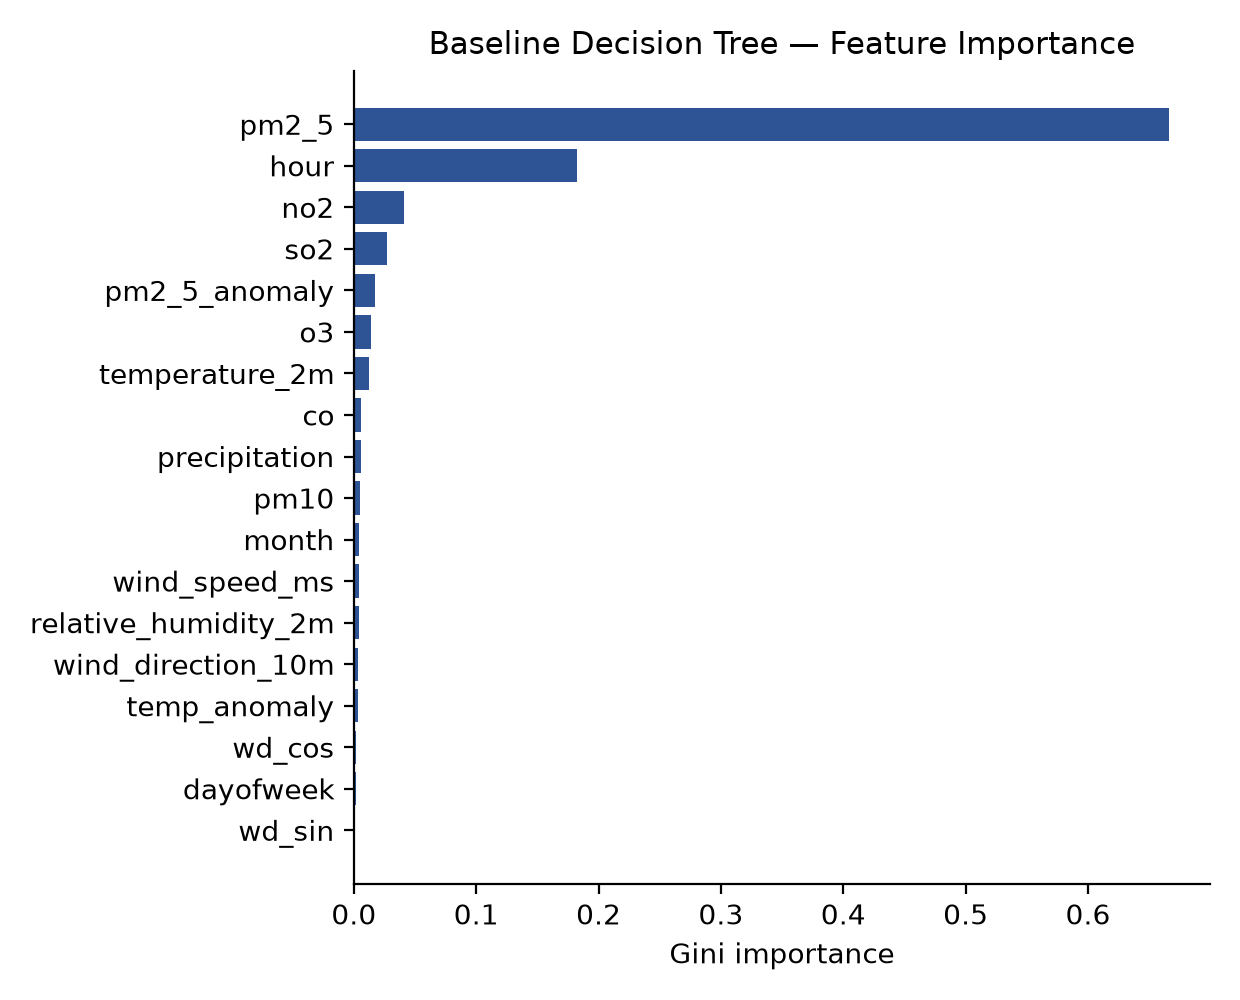 Baseline Decision Tree — Feature Importance
pm2_5
hour
no2
so2
pm2_5_anomaly
o3
temperature_2m
co
precipitation
pm10
month
wind_speed_ms
relative_humidity_2m
wind_direction_10m
temp_anomaly
wd_cos
dayofweek
wd_sin
0.0 0.1 0.2 0.3 0.4 0.5 0.6
Gini importance